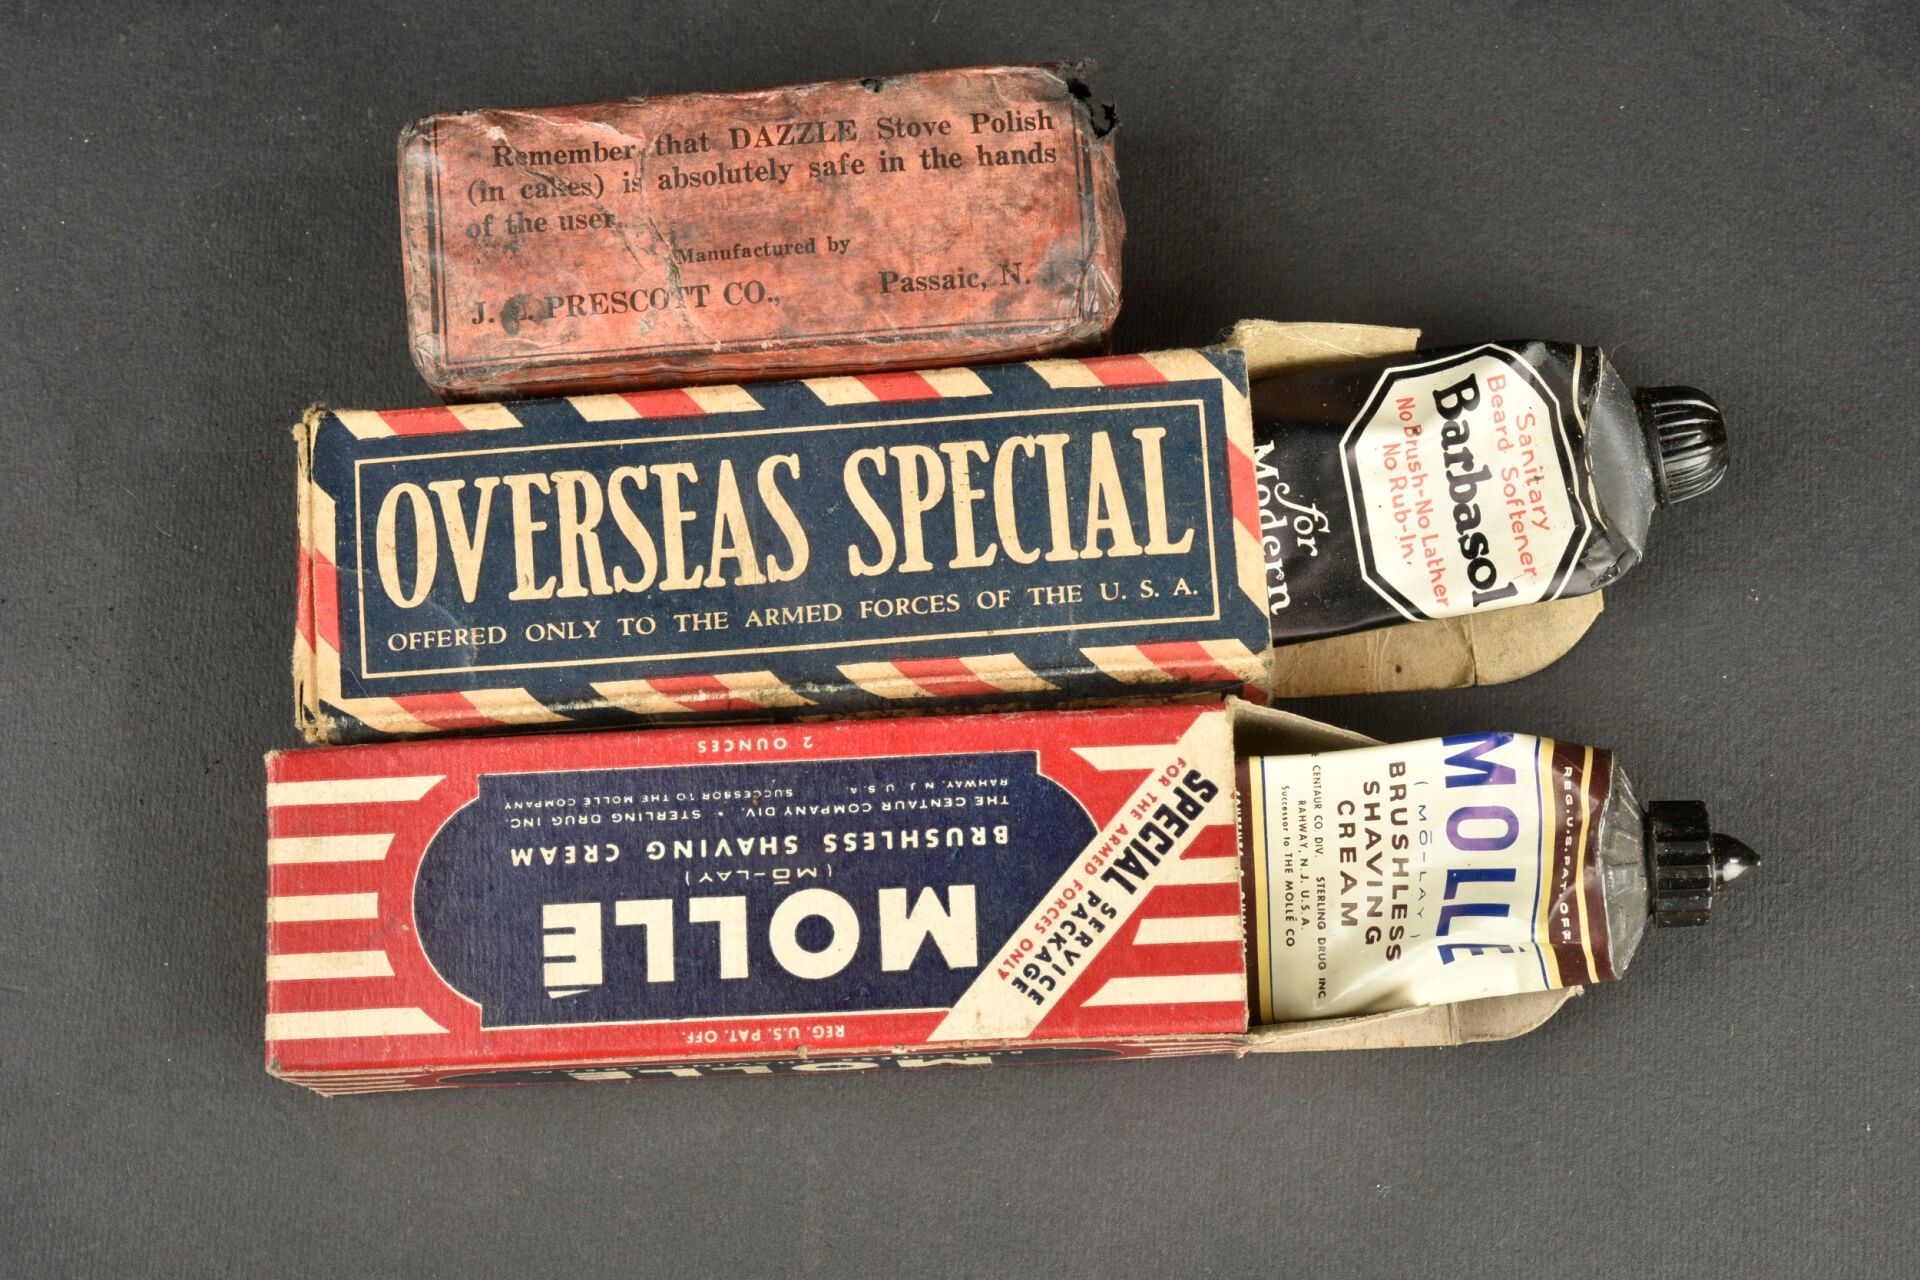 Remember that DAZZLE Stove Polish
(in cakes) is absolutely safe in the hands
of the user.
Manufactured by
J. PRESCOTT CO., Passaic, N.
OVERSEAS SPECIAL
OFFERED ONLY TO THE ARMED FORCES OF THE U. S. A.
for
Modern
Sanitary
Beard Softener
Barbasol
No Brush-No Lather
No Rub-In.
REG. U.S. PAT. OFF.
MOLLÉ
(MŌ-LAY)
BRUSHLESS SHAVING CREAM
THE CENTAUR COMPANY DIV. • STERLING DRUG INC.
RAHWAY, N J U S A SUCCESSOR TO THE MOLLE COMPANY
2 OUNCES
SPECIAL SERVICE PACKAGE
FOR THE ARMED FORCES ONLY
MOLLE
REG.U.S.PAT.OFF.
MOLLÉ
(MŌ-LAY)
BRUSHLESS
SHAVING
CREAM
CENTAUR CO. DIV. STERLING DRUG INC
RAHWAY, N. J. U.S.A.
Successor to THE MOLLÉ CO